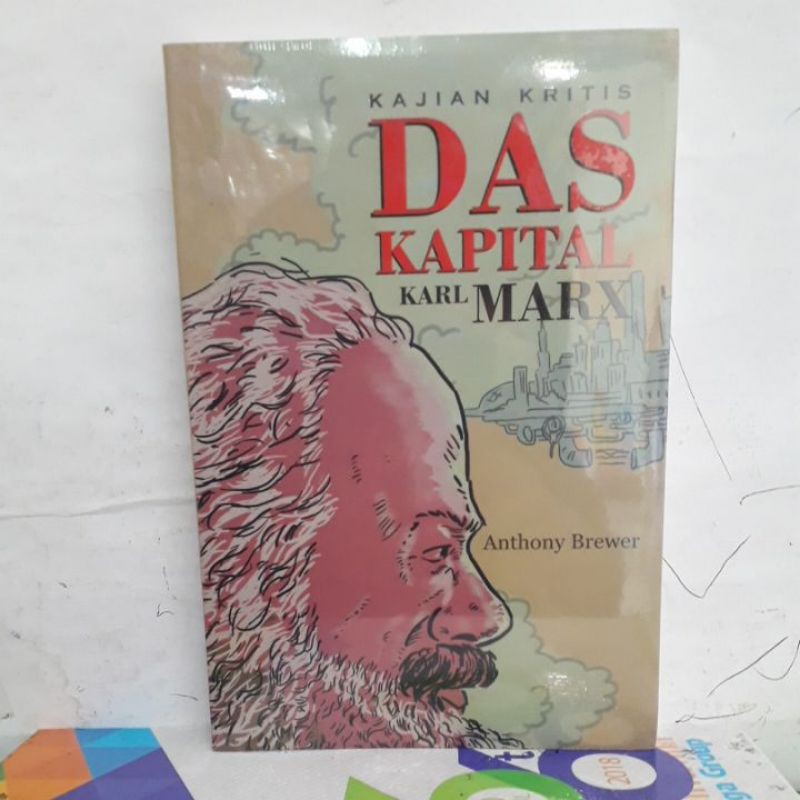 KAJIAN KRITIS
DAS
KAPITAL
KARL MARX
Anthony Brewer
2018